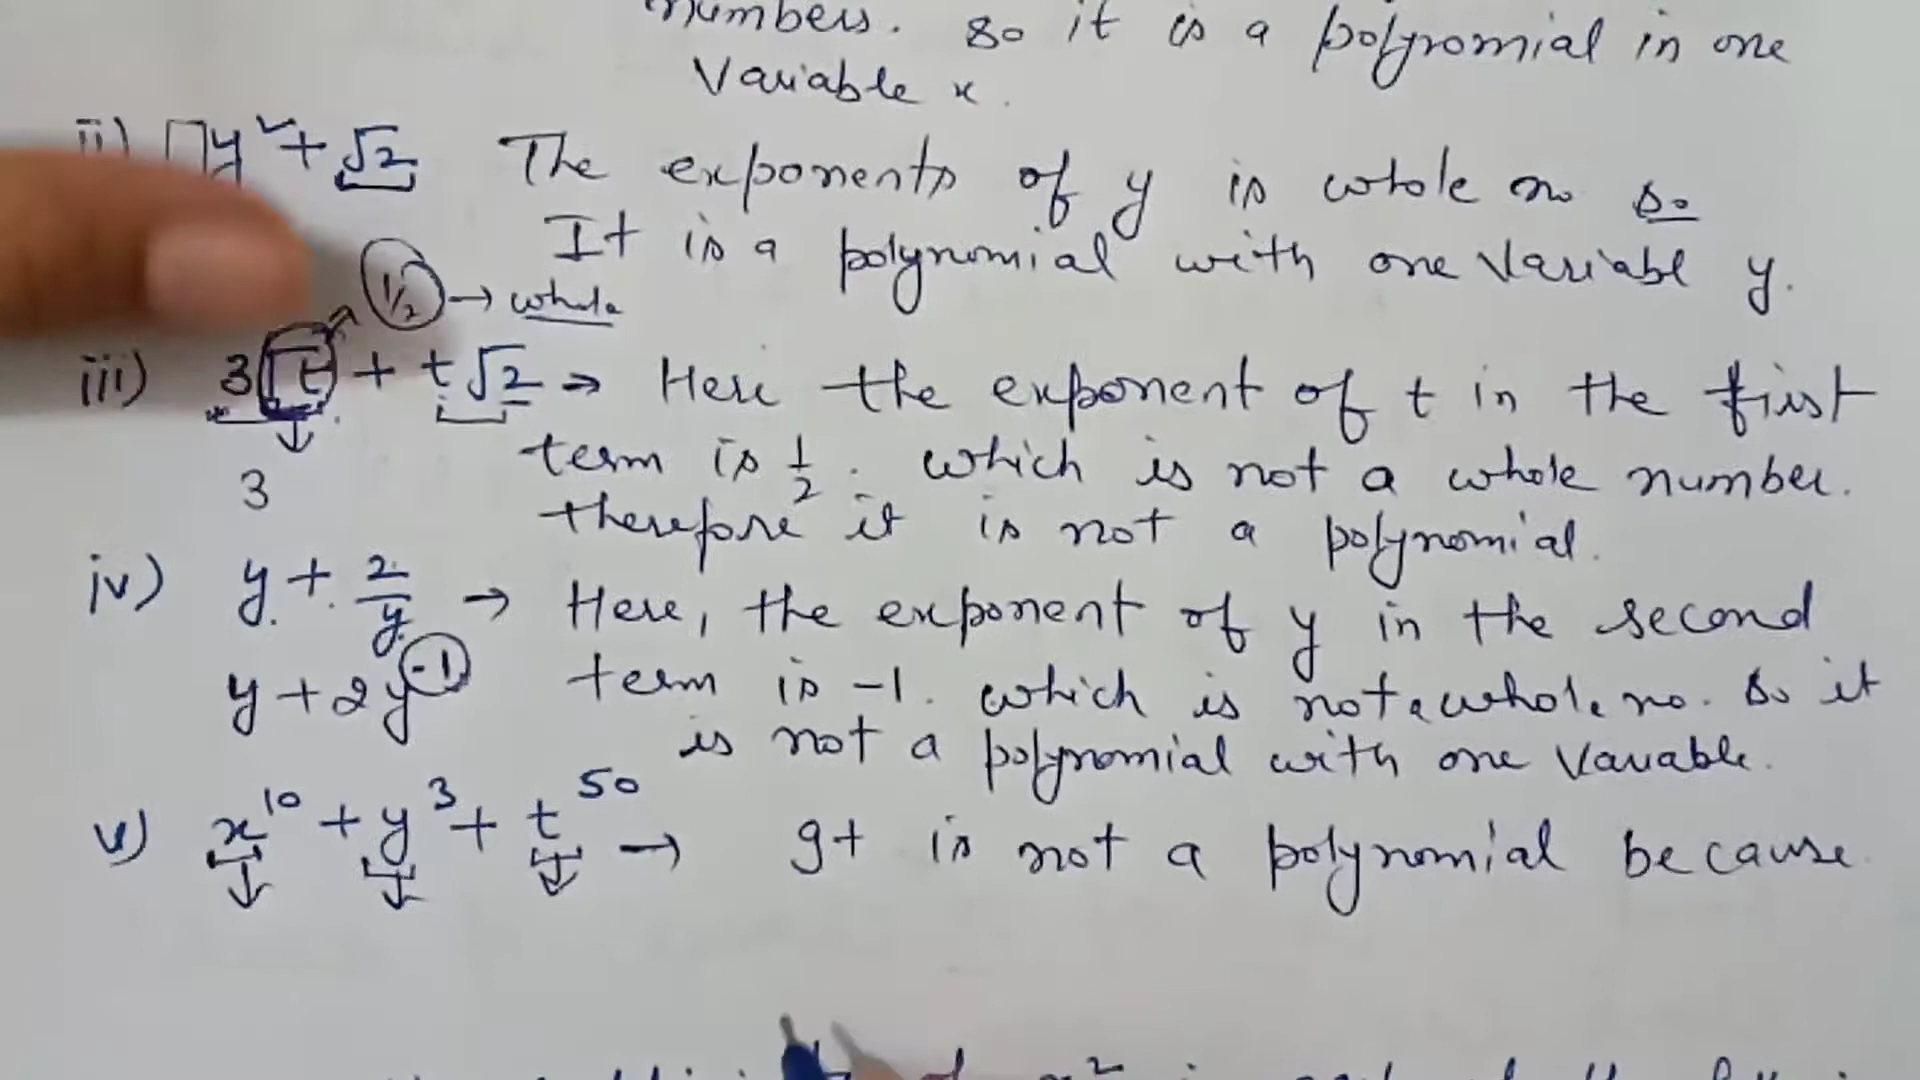 numbers. So it is a polynomial in one
Variable x.
ii) y² + √2 The exponents of y is whole no so
It is a polynomial with one Variable y.
1/2 → whole
iii) 3√t + t√2 → Here the exponent of t in the first
term is 1/2. which is not a whole number.
3
therefore it is not a polynomial.
iv) y + 2/y → Here, the exponent of y in the second
y + 2y⁻¹ term is -1. which is not a whole no. So it
is not a polynomial with one Variable.
v) x¹⁰ + y³ + t⁵⁰ → It is not a polynomial because